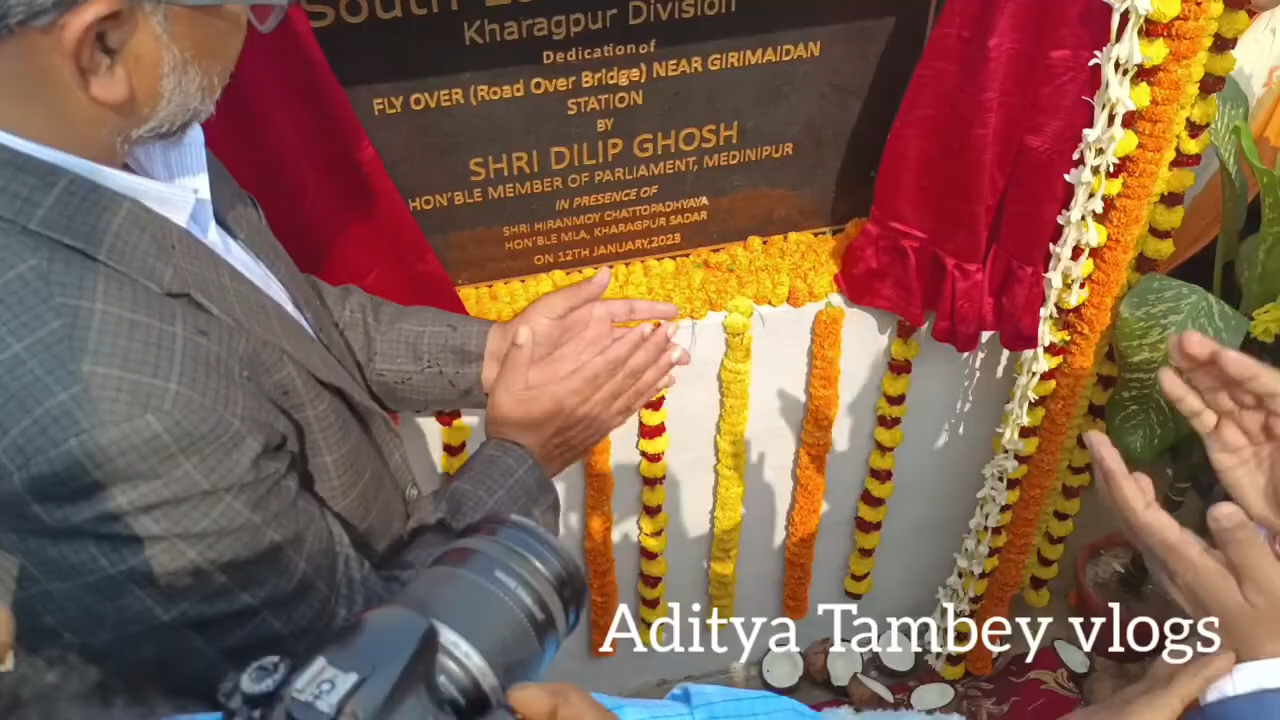 South
Kharagpur Division
Dedication of
FLY OVER (Road Over Bridge) NEAR GIRIMAIDAN
STATION
BY
SHRI DILIP GHOSH
HON'BLE MEMBER OF PARLIAMENT, MEDINIPUR
IN PRESENCE OF
SHRI HIRANMOY CHATTOPADHYAYA
HON'BLE MLA, KHARAGPUR SADAR
ON 12TH JANUARY,2023
Aditya Tambey vlogs